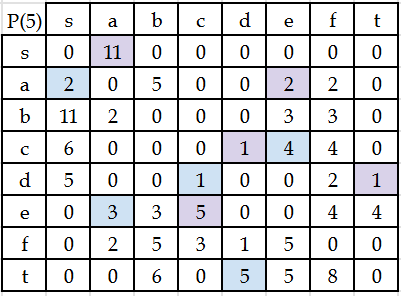 P(5) s a b c d e f t
s 0 11 0 0 0 0 0 0
a 2 0 5 0 0 2 2 0
b 11 2 0 0 0 3 3 0
c 6 0 0 0 1 4 4 0
d 5 0 0 1 0 0 2 1
e 0 3 3 5 0 0 4 4
f 0 2 5 3 1 5 0 0
t 0 0 6 0 5 5 8 0